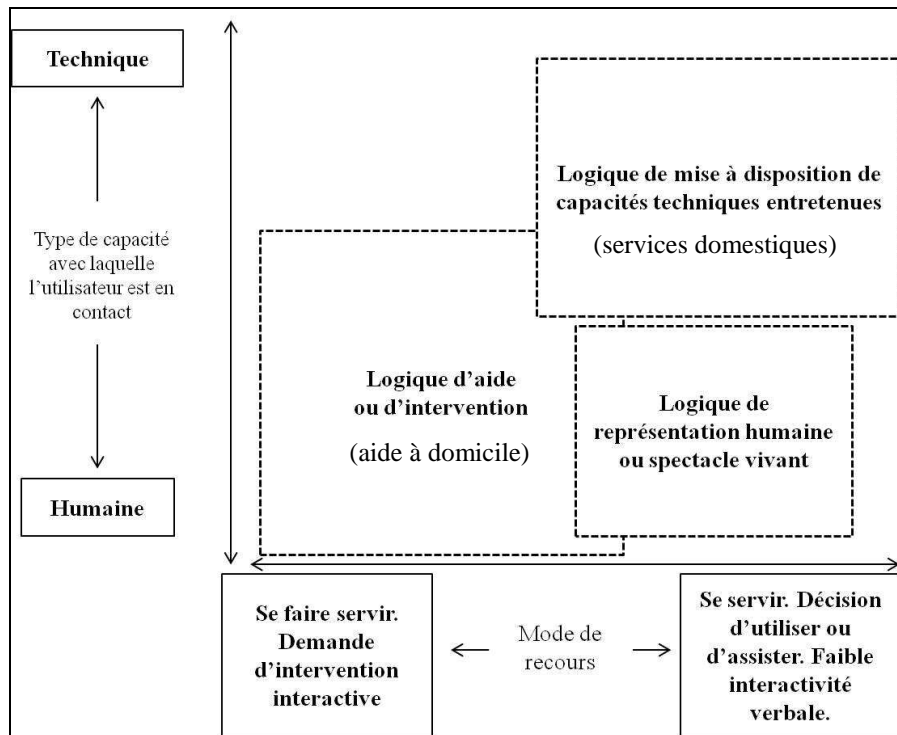 Technique
Type de capacité
avec laquelle
l'utilisateur est en
contact
Humaine
Logique de mise à disposition de
capacités techniques entretenues
(services domestiques)
Logique d'aide
ou d'intervention
(aide à domicile)
Logique de
représentation humaine
ou spectacle vivant
Se faire servir.
Demande
d'intervention
interactive
Mode de
recours
Se servir. Décision
d'utiliser ou
d'assister. Faible
interactivité
verbale.